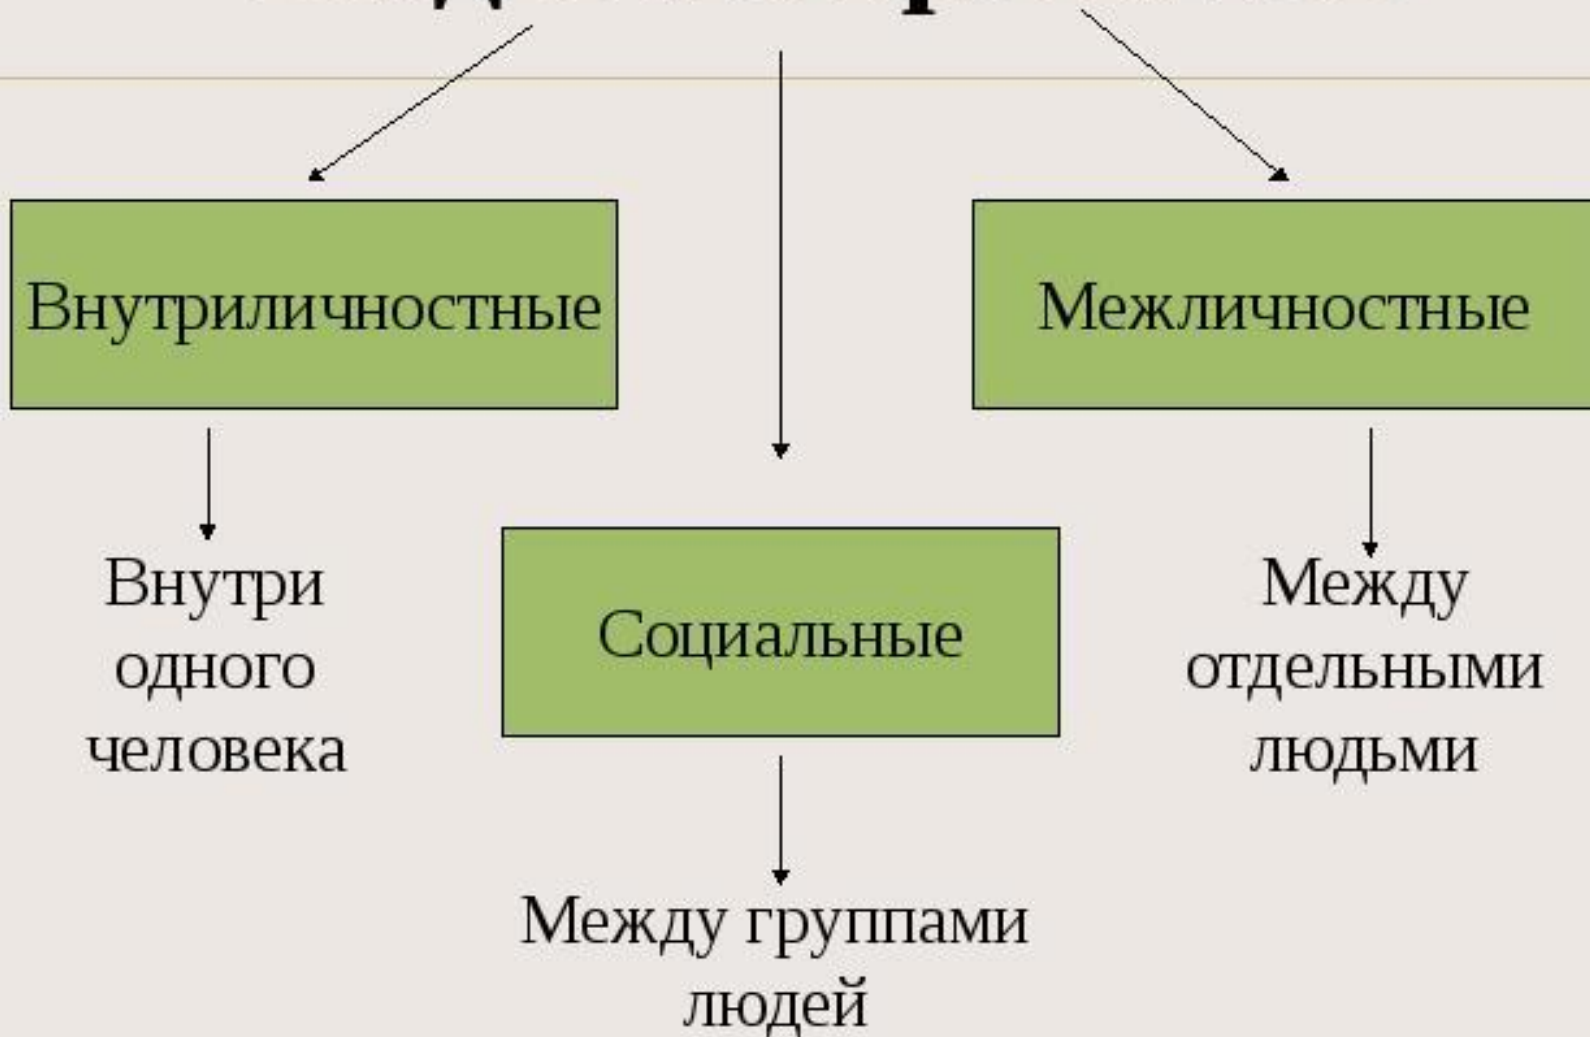 Внутриличностные
Межличностные
Внутри
одного
человека
Социальные
Между
отдельными
людьми
Между группами
людей